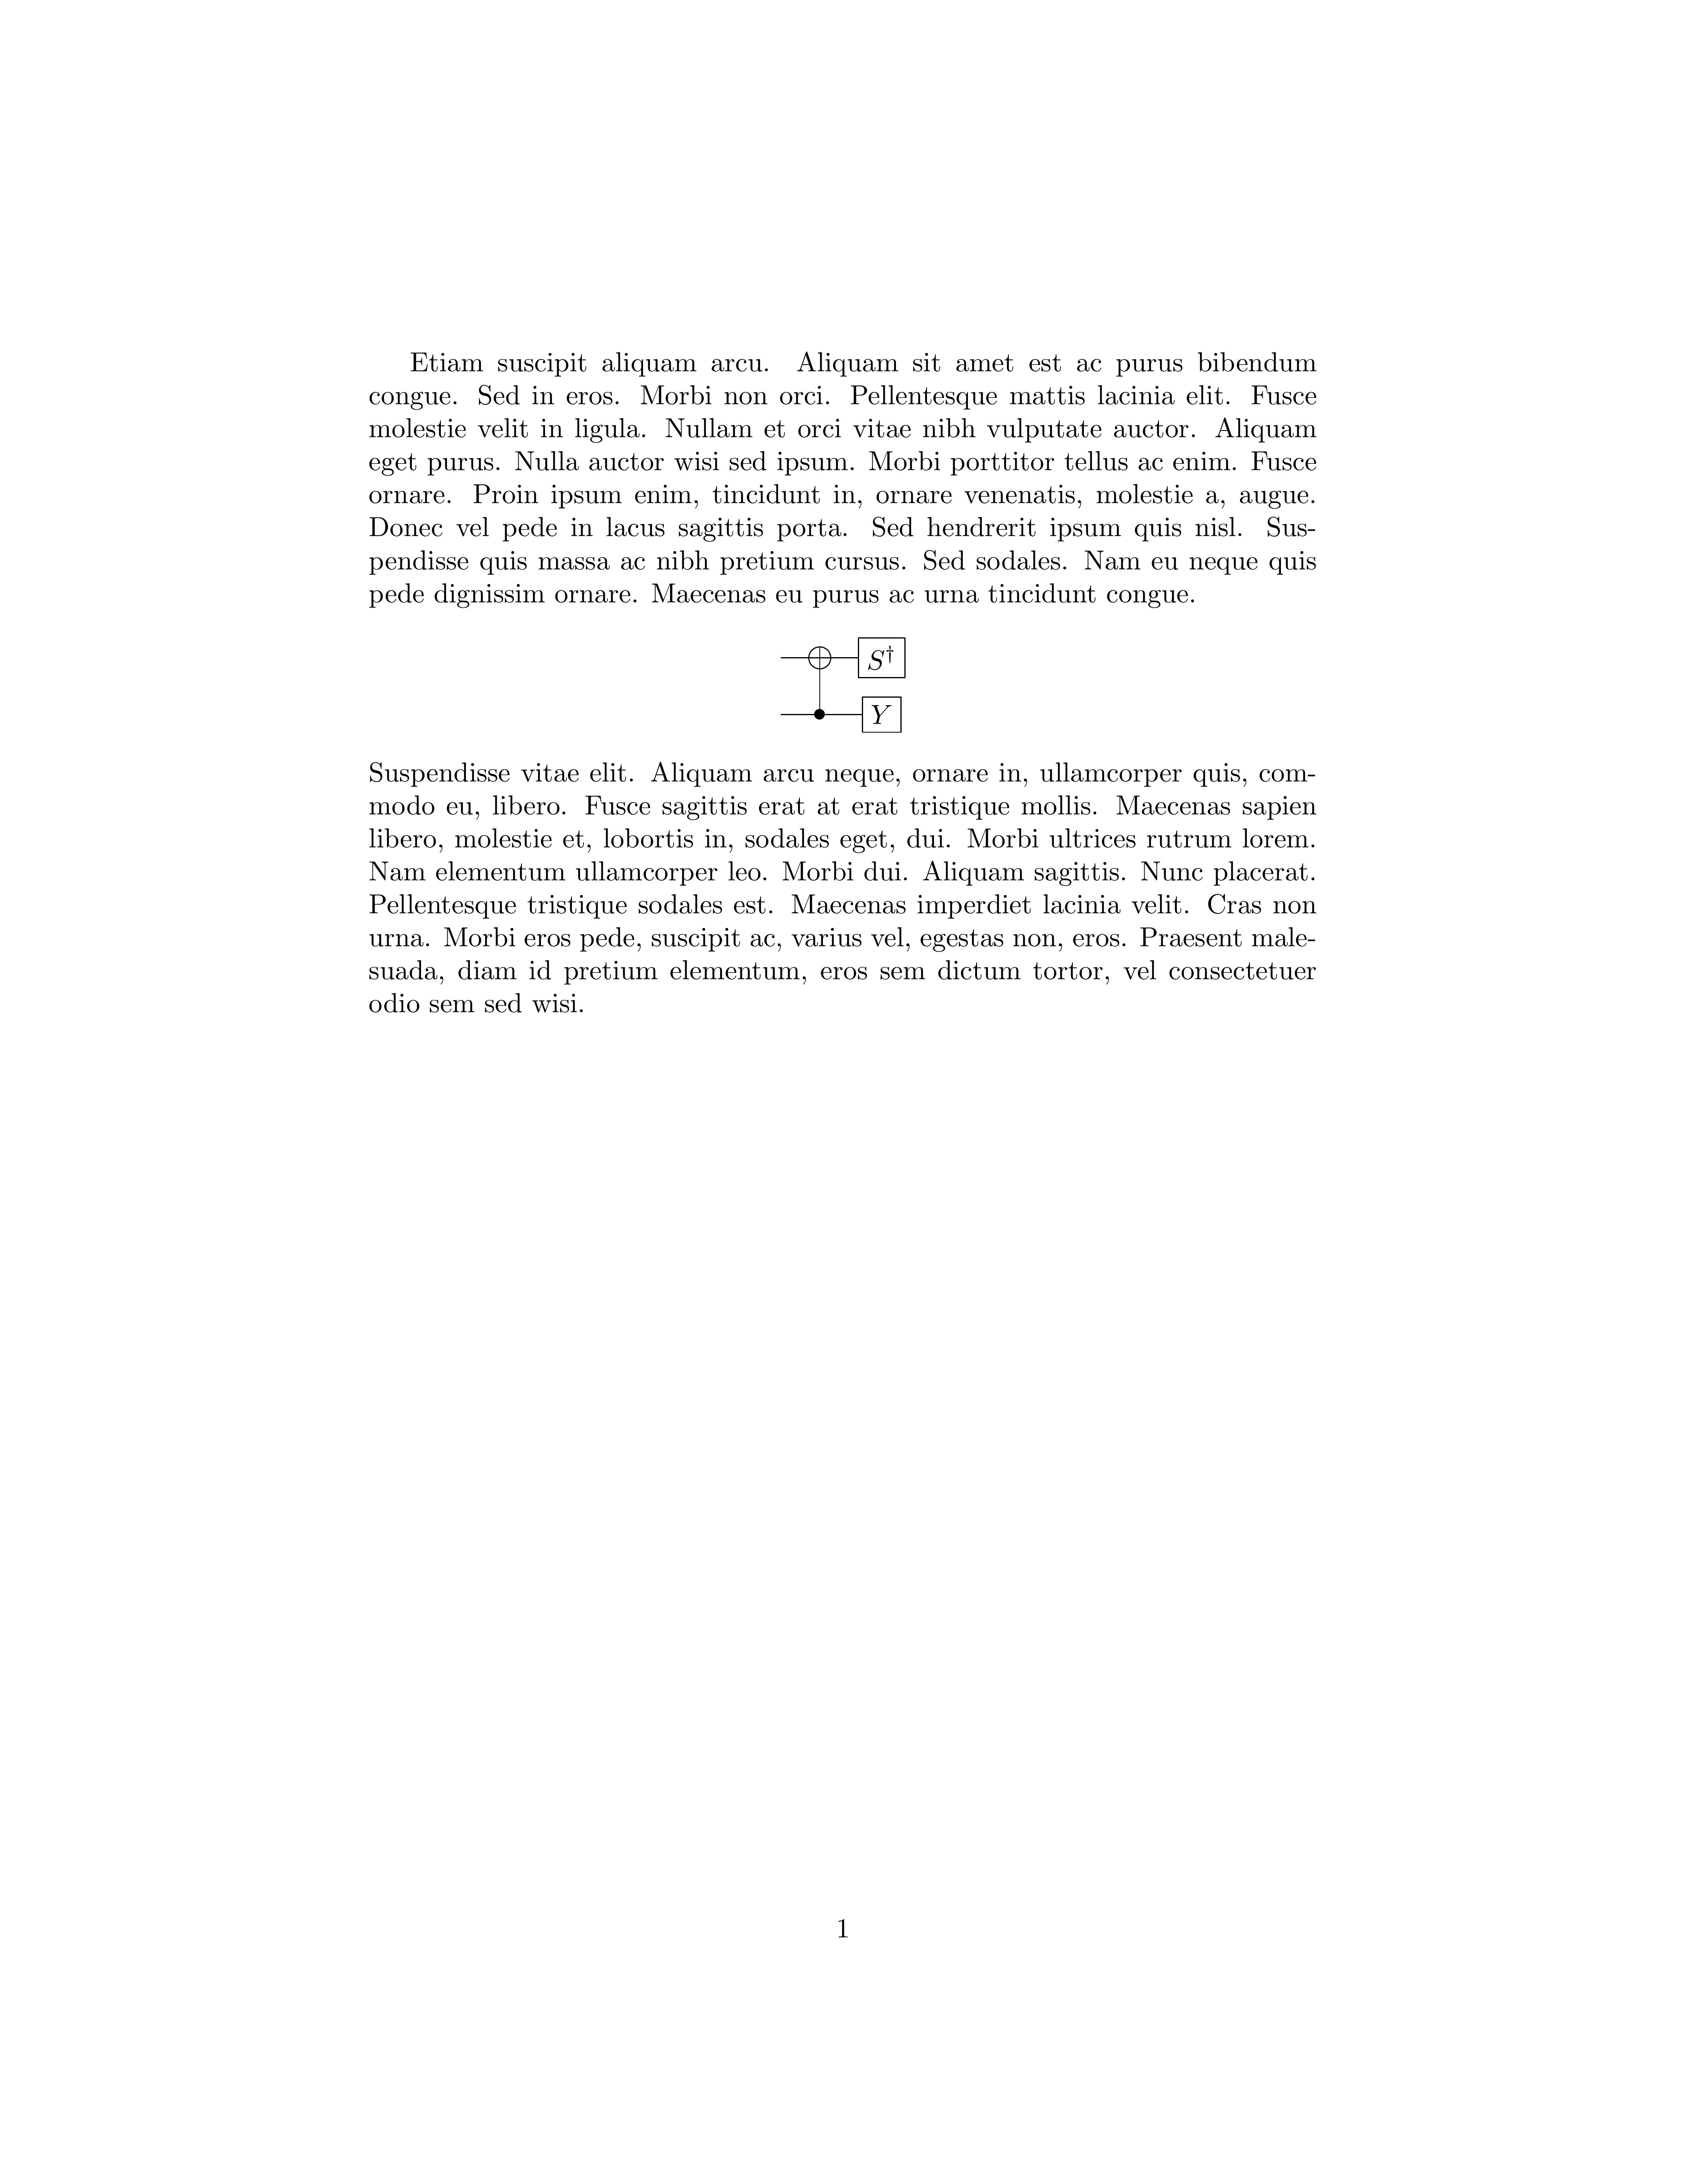 Etiam suscipit aliquam arcu. Aliquam sit amet est ac purus bibendum
congue. Sed in eros. Morbi non orci. Pellentesque mattis lacinia elit. Fusce
molestie velit in ligula. Nullam et orci vitae nibh vulputate auctor. Aliquam
eget purus. Nulla auctor wisi sed ipsum. Morbi porttitor tellus ac enim. Fusce
ornare. Proin ipsum enim, tincidunt in, ornare venenatis, molestie a, augue.
Donec vel pede in lacus sagittis porta. Sed hendrerit ipsum quis nisl. Sus-
pendisse quis massa ac nibh pretium cursus. Sed sodales. Nam eu neque quis
pede dignissim ornare. Maecenas eu purus ac urna tincidunt congue.
S†
Y
Suspendisse vitae elit. Aliquam arcu neque, ornare in, ullamcorper quis, com-
modo eu, libero. Fusce sagittis erat at erat tristique mollis. Maecenas sapien
libero, molestie et, lobortis in, sodales eget, dui. Morbi ultrices rutrum lorem.
Nam elementum ullamcorper leo. Morbi dui. Aliquam sagittis. Nunc placerat.
Pellentesque tristique sodales est. Maecenas imperdiet lacinia velit. Cras non
urna. Morbi eros pede, suscipit ac, varius vel, egestas non, eros. Praesent male-
suada, diam id pretium elementum, eros sem dictum tortor, vel consectetuer
odio sem sed wisi.
1